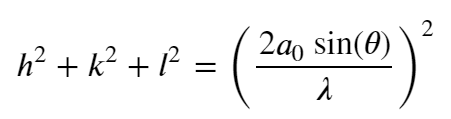 h² + k² + l² = (2a₀ sin(θ) / λ)²